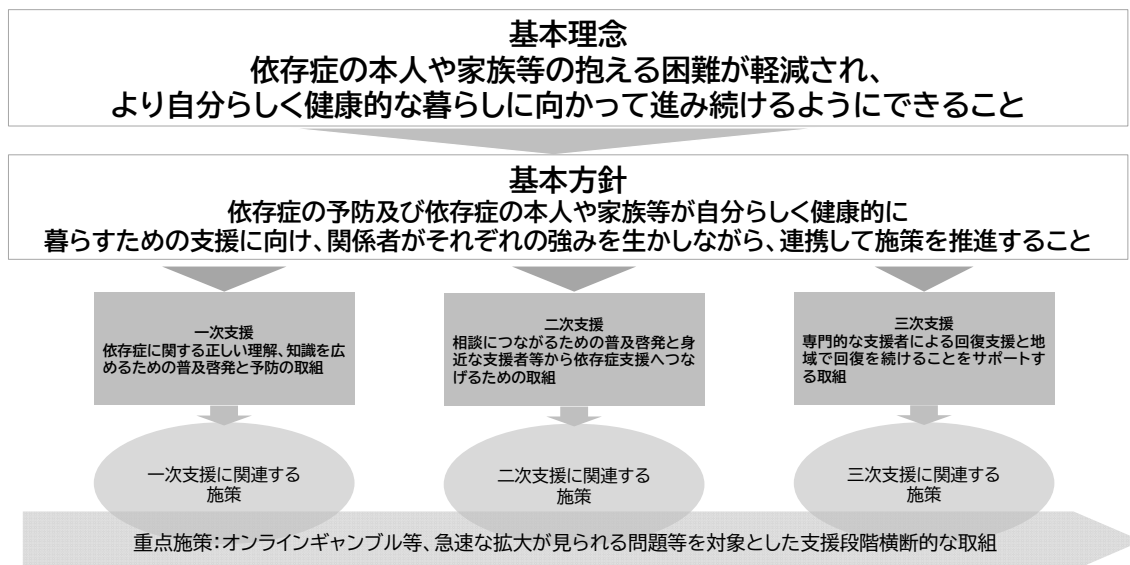 基本理念
依存症の本人や家族等の抱える困難が軽減され、
より自分らしく健康的な暮らしに向かって進み続けるようにできること
基本方針
依存症の予防及び依存症の本人や家族等が自分らしく健康的に
暮らすための支援に向け、関係者がそれぞれの強みを生かしながら、連携して施策を推進すること
一次支援
依存症に関する正しい理解、知識を広
めるための普及啓発と予防の取組
二次支援
相談につながるための普及啓発と身
近な支援者等から依存症支援へつな
げるための取組
三次支援
専門的な支援者による回復支援と地
域で回復を続けることをサポートす
る取組
一次支援に関連する
施策
二次支援に関連する
施策
三次支援に関連する
施策
重点施策：オンラインギャンブル等、急速な拡大が見られる問題等を対象とした支援段階横断的な取組